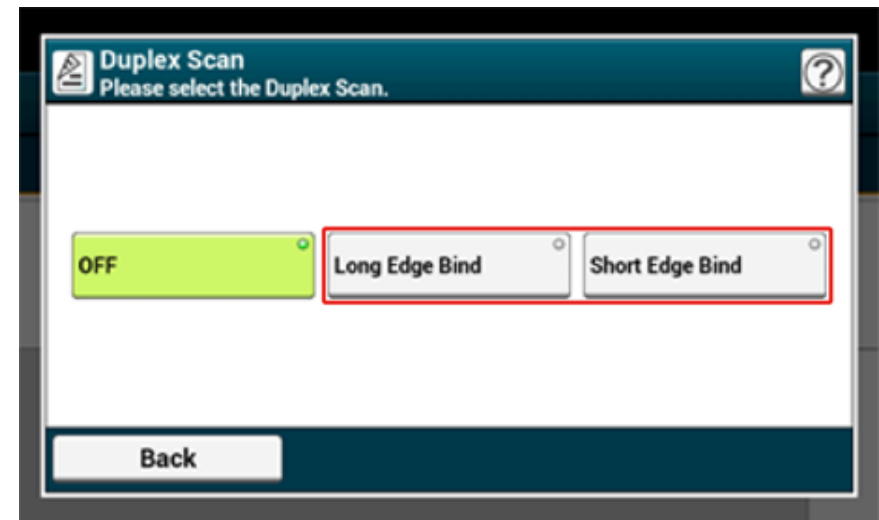 Duplex Scan
Please select the Duplex Scan.
?
OFF
Long Edge Bind
Short Edge Bind
Back